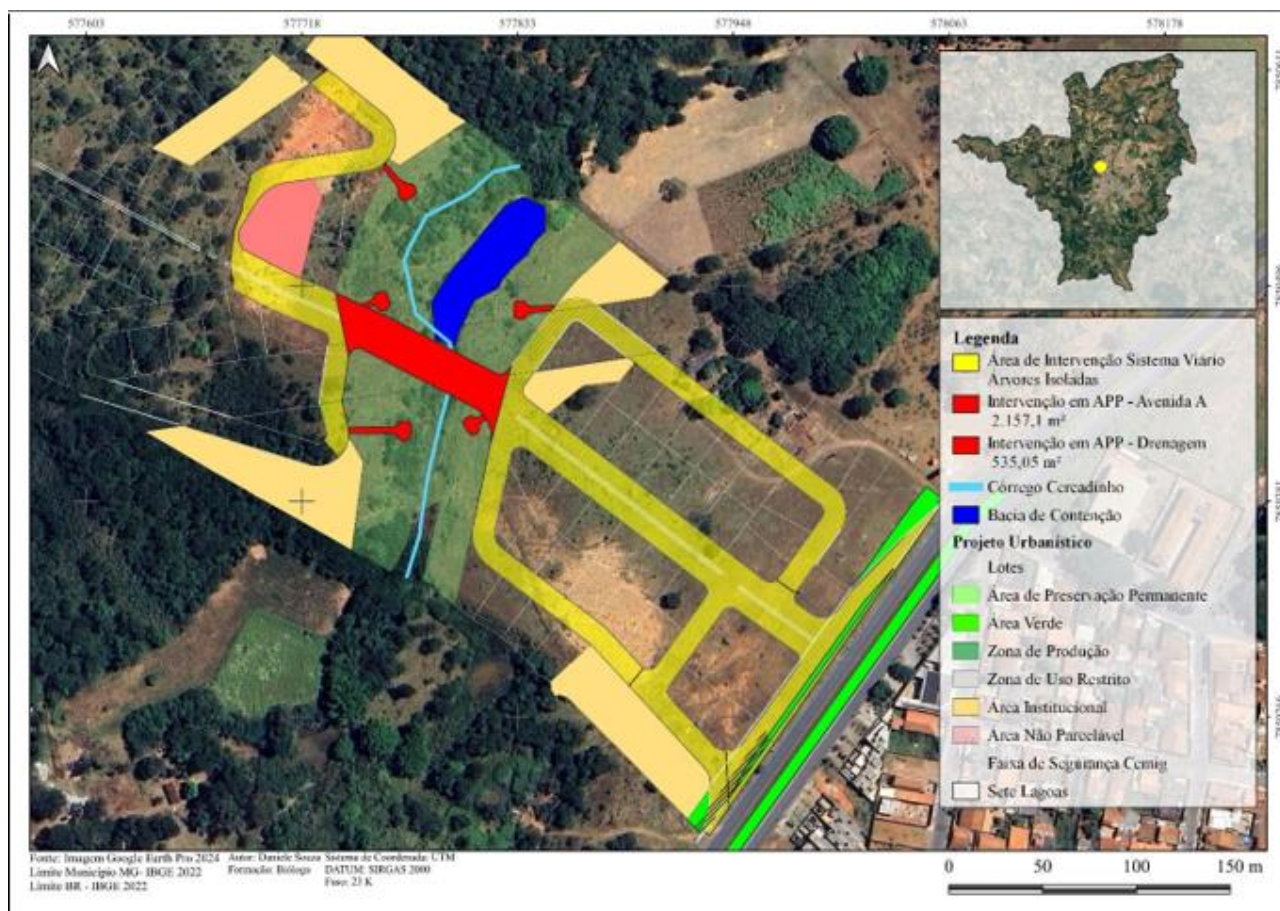 577603 577718 577833 577948 578063 578178
Legenda
Área de Intervenção Sistema Viário
Árvores Isoladas
Intervenção em APP - Avenida A
2.157,1 m²
Intervenção em APP - Drenagem
535,05 m²
Córrego Cercadinho
Bacia de Contenção
Projeto Urbanístico
Lotes
Área de Preservação Permanente
Área Verde
Zona de Produção
Zona de Uso Restrito
Área Institucional
Área Não Parcelável
Faixa de Segurança Cemig
Sete Lagoas
Fonte: Imagem Google Earth Pro 2024 Autor: Daniele Souza Sistema de Coordenada: UTM
Limite Município MG- IBGE 2022 Formação: Bióloga DATUM: SIRGAS 2000
Limite BR - IBGE 2022 Fuso: 23 K
0 50 100 150 m